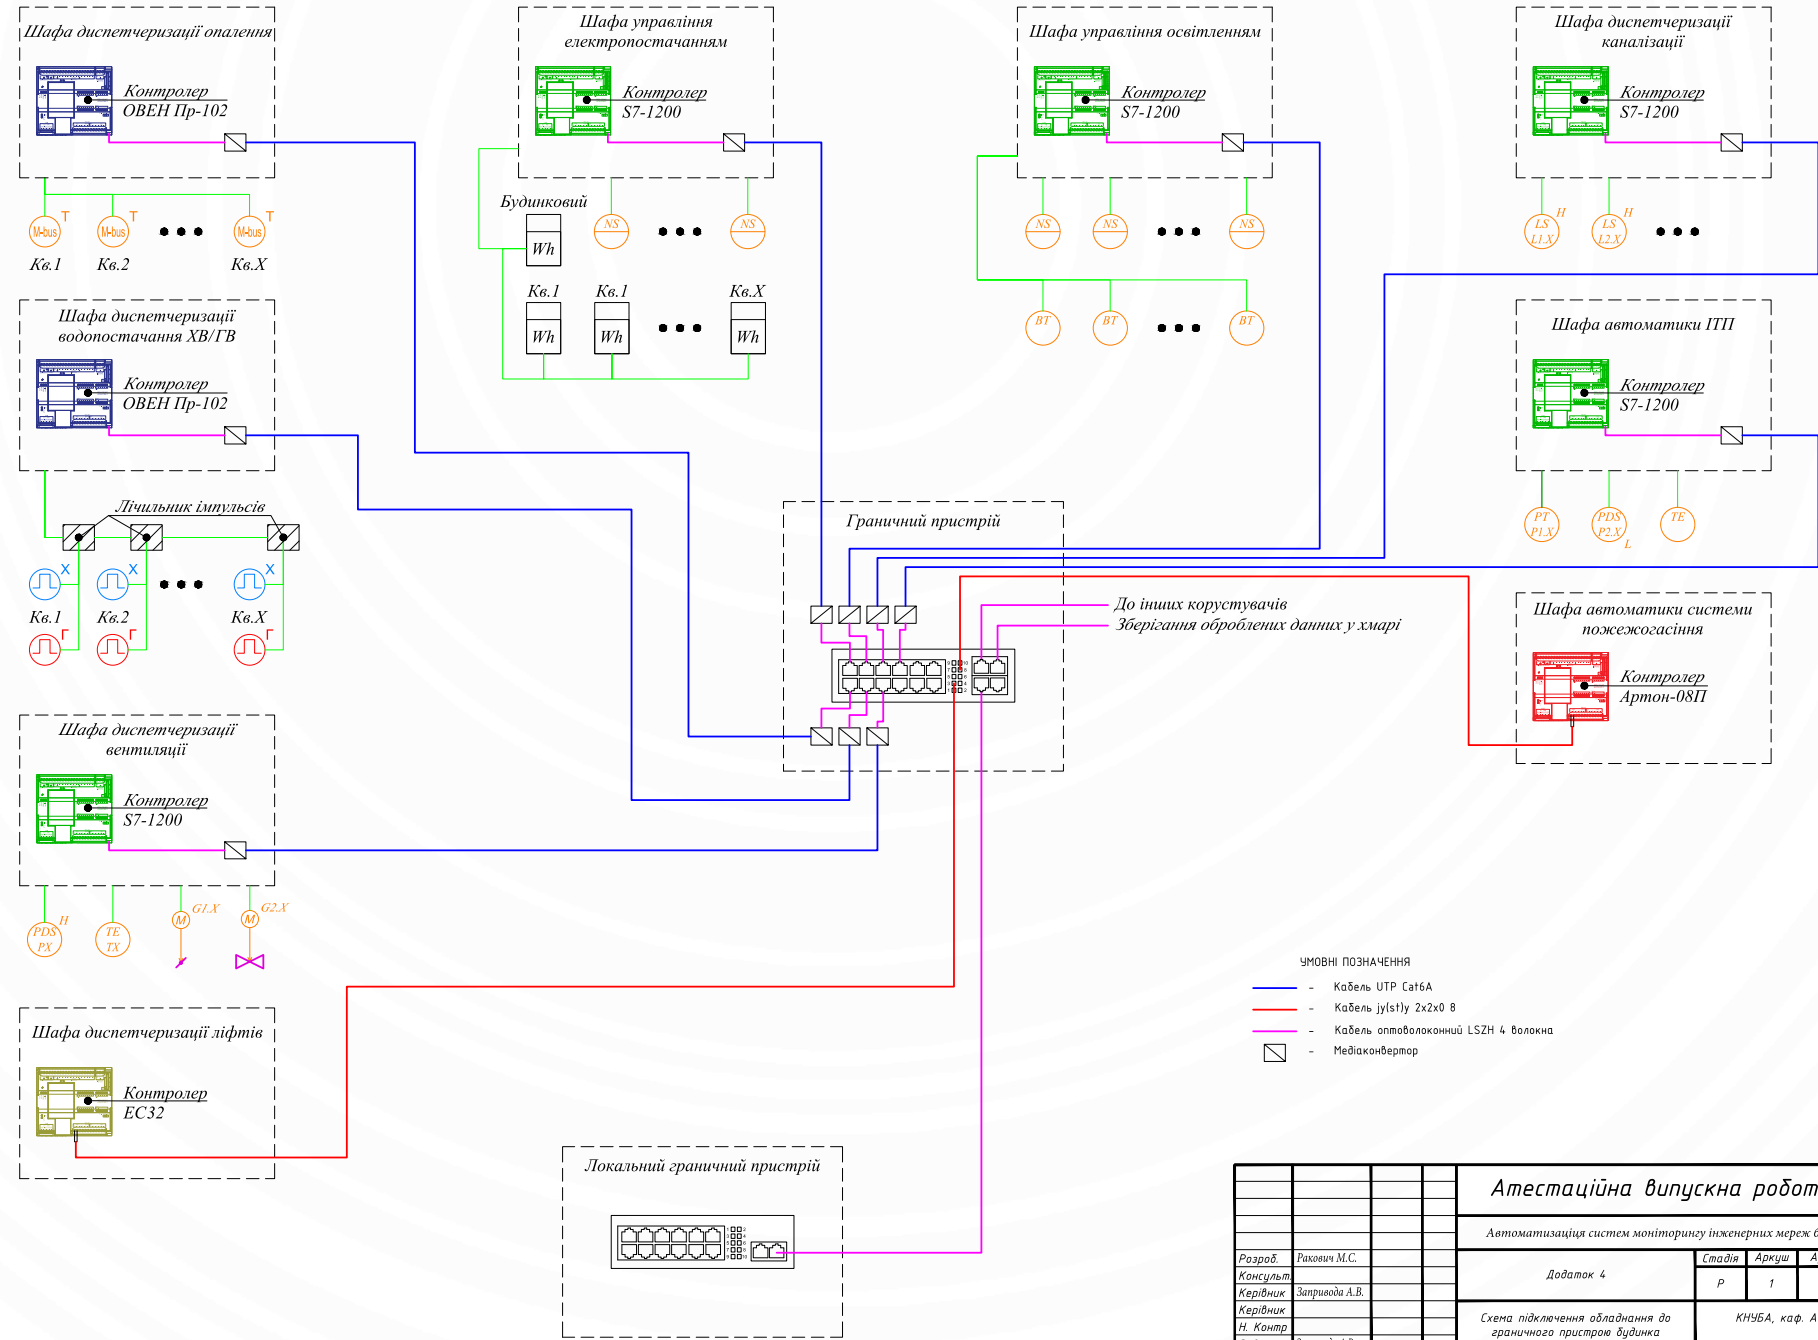 Шафа диспетчеризації опалення
Контролер
ОВЕН Пр-102
M-bus
T
M-bus
T
M-bus
T
Кв.1
Кв.2
Кв.X
Шафа управління
електропостачанням
Контролер
S7-1200
Будинковий
Wh
NS
NS
Кв.1
Кв.1
Кв.X
Wh
Wh
Wh
Шафа управління освітленням
Контролер
S7-1200
NS
NS
NS
BT
BT
BT
Шафа диспетчеризації
каналізації
Контролер
S7-1200
LS
L1.X
H
LS
L2.X
H
Шафа диспетчеризації
водопостачання ХВ/ГВ
Контролер
ОВЕН Пр-102
Лічильник імпульсів
Х
Х
Х
Кв.1
Кв.2
Кв.X
Г
Г
Г
Шафа автоматики ІТП
Контролер
S7-1200
PT
P1.X
PDS
P2.X
L
TE
Граничний пристрій
До інших корустувачів
Зберігання оброблених данних у хмарі
Шафа автоматики системи
пожежогасіння
Контролер
Артон-08П
Шафа диспетчеризації
вентиляції
Контролер
S7-1200
PDS
PX
H
TE
TX
M
G1.X
M
G2.X
Шафа диспетчеризації ліфтів
Контролер
ЕС32
УМОВНІ ПОЗНАЧЕННЯ
- Кабель UTP Cat6A
- Кабель jy(st)y 2x2x0 8
- Кабель оптоволоконний LSZH 4 волокна
- Медіаконвертор
Локальний граничний пристрій
Атестаційна випускна робот
Автоматизація систем моніторингу інженерних мереж б
Розроб.
Ракович М.С.
Консульт.
Керівник
Запривода А.В.
Керівник
Н. Контр
Додаток 4
Стадія
Аркуш
А
Р
1
Схема підключення обладнання до
граничного пристрою будинка
КНУБА, каф. А